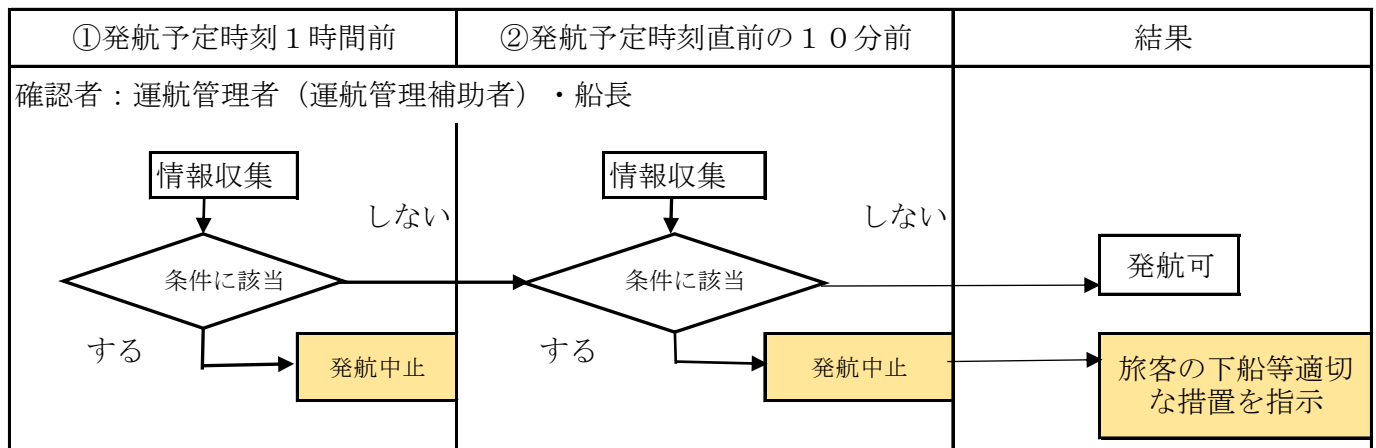 ①発航予定時刻１時間前
②発航予定時刻直前の１０分前
結果
確認者：運航管理者（運航管理補助者）・船長
情報収集
しない
条件に該当
する
発航中止
情報収集
しない
条件に該当
する
発航中止
発航可
旅客の下船等適切
な措置を指示